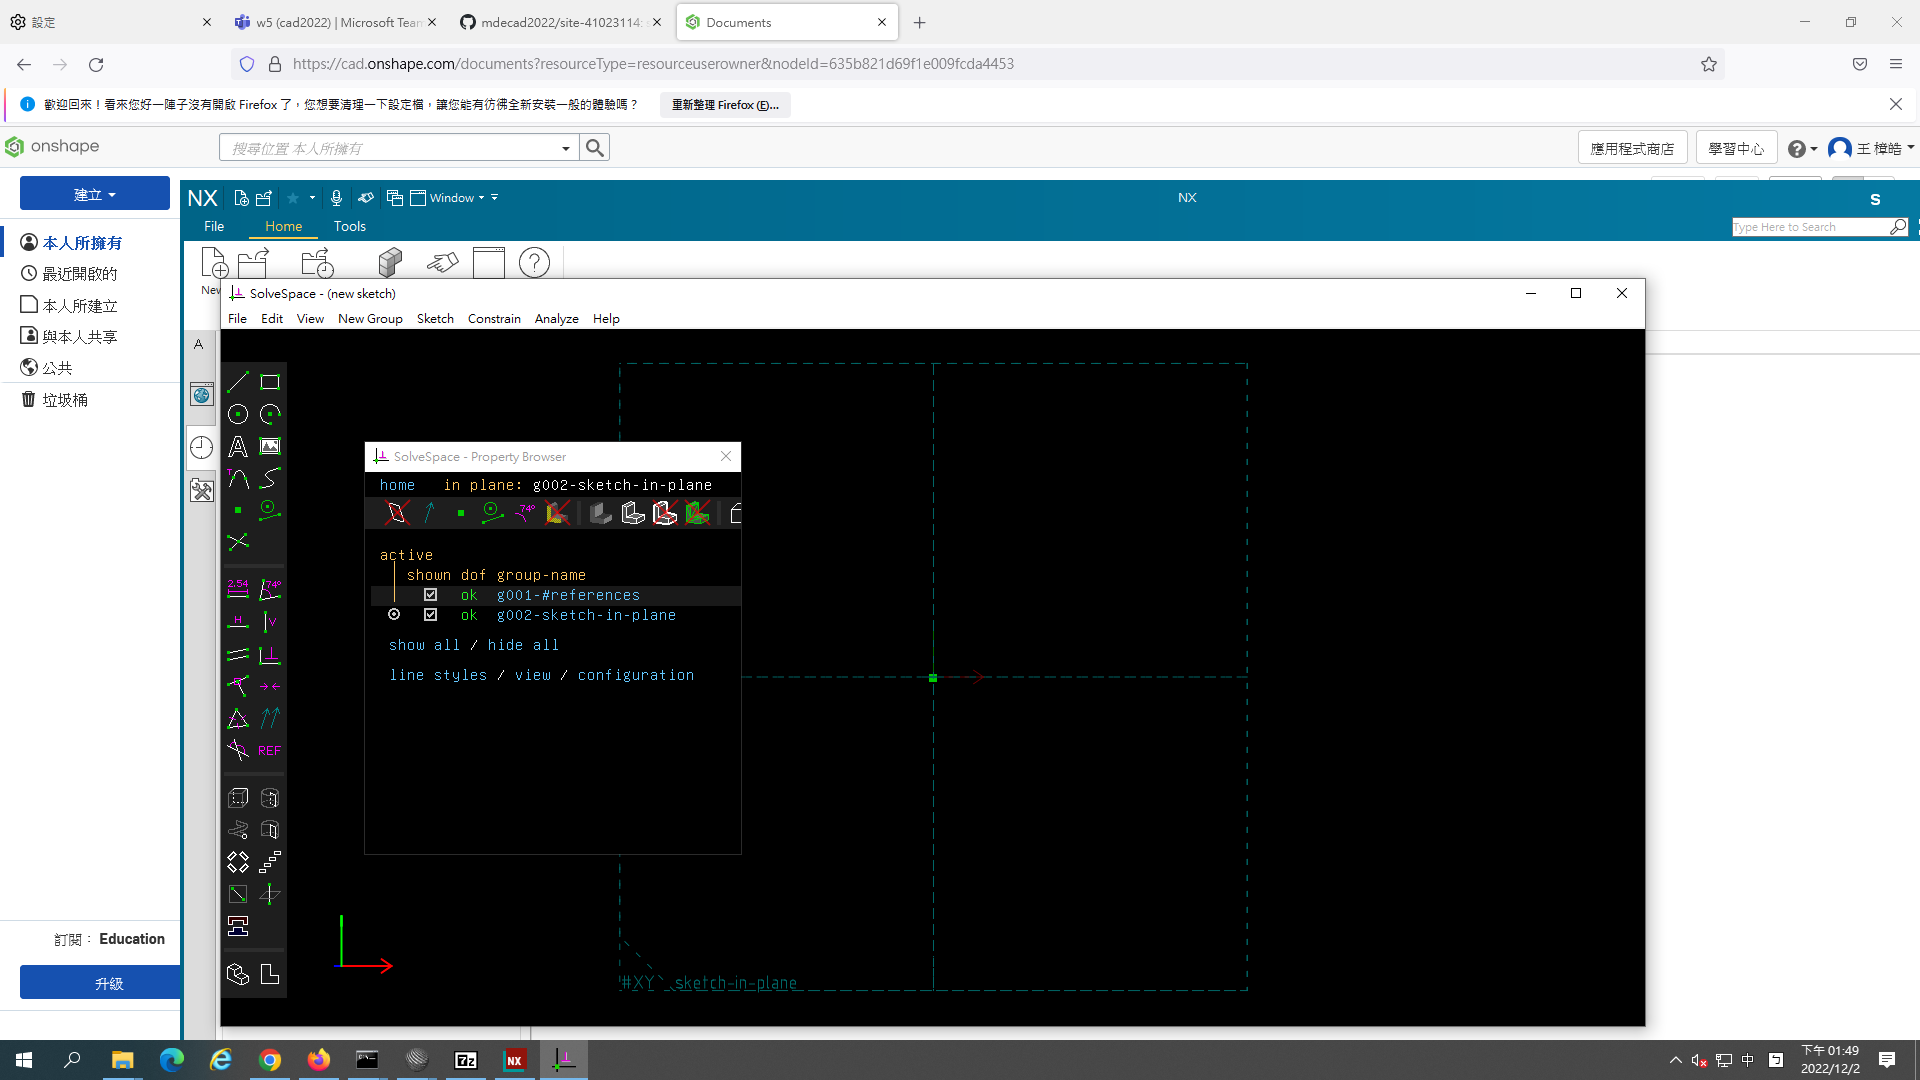 設定
w5 (cad2022) | Microsoft Team
mdecad2022/site-41023114: s
Documents
https://cad.onshape.com/documents?resourceType=resourceuserowner&nodeId=635b821d69f1e009fcda4453
歡迎回來！看來您好一陣子沒有開啟 Firefox 了，您想要清理一下設定檔，讓您能有彷彿全新安裝一般的體驗嗎？
重新整理 Firefox (E)...
onshape
搜尋位置 本人所擁有
應用程式商店
學習中心
王 樟皓
建立
本人所擁有
最近開啟的
本人所建立
與本人共享
公共
垃圾桶
訂閱： Education
升級
NX
Window
NX
S
File
Home
Tools
Type Here to Search
New
A
SolveSpace - (new sketch)
File Edit View New Group Sketch Constrain Analyze Help
2.54
74°
H
V
REF
SolveSpace - Property Browser
home in plane: g002-sketch-in-plane
74°
active
shown dof group-name
ok g001-#references
ok g002-sketch-in-plane
show all / hide all
line styles / view / configuration
#XY
sketch-in-plane
7z
NX
中
下午 01:49
2022/12/2